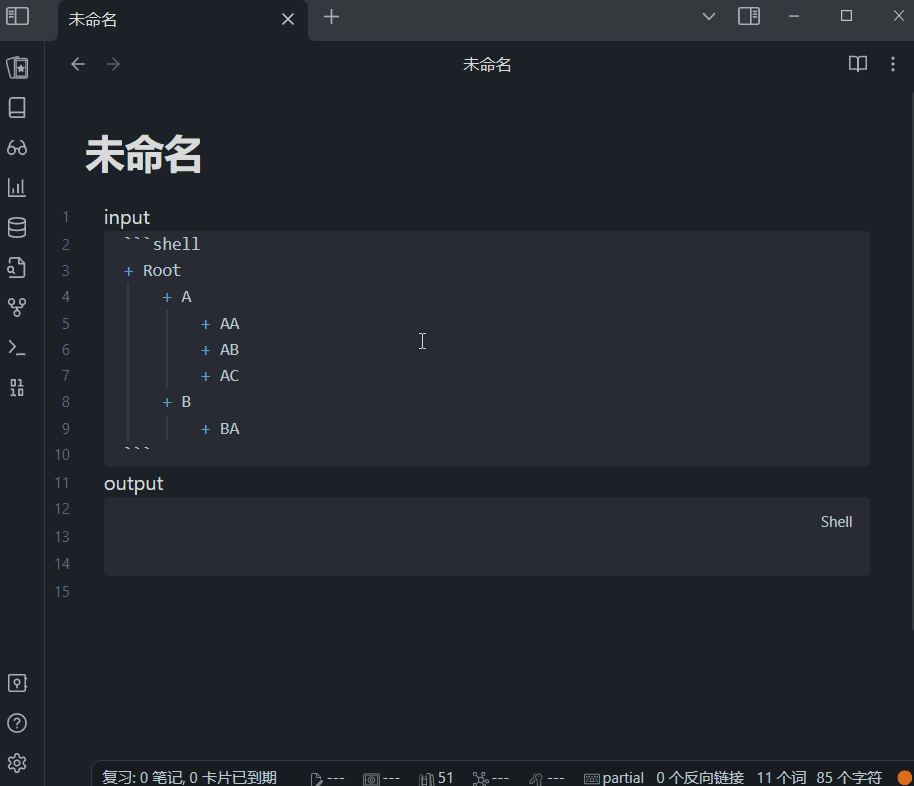 未命名
未命名
未命名
1 input
2 ```shell
3 + Root
4 + A
5 + AA
6 + AB
7 + AC
8 + B
9 + BA
10 ```
11 output
12
Shell
13
14
15
复习: 0 笔记, 0 卡片已到期 --- --- 51 --- --- partial 0 个反向链接 11 个词 85 个字符